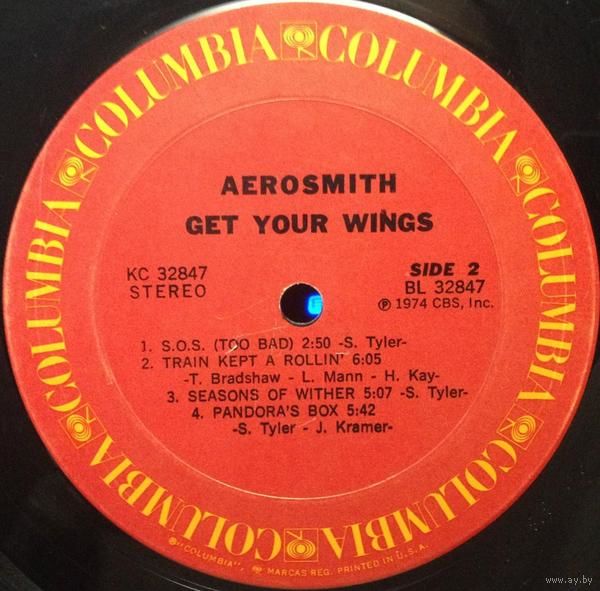 COLUMBIA COLUMBIA COLUMBIA COLUMBIA COLUMBIA COLUMBIA COLUMBIA
AEROSMITH
GET YOUR WINGS
KC 32847
STEREO
SIDE 2
BL 32847
℗ 1974 CBS, Inc.
1. S.O.S. (TOO BAD) 2:50 -S. Tyler-
2. TRAIN KEPT A ROLLIN' 6:05
-T. Bradshaw - L. Mann - H. Kay-
3. SEASONS OF WITHER 5:07 -S. Tyler-
4. PANDORA'S BOX 5:42
-S. Tyler - J. Kramer-
® "COLUMBIA", MARCAS REG. PRINTED IN U.S.A.
www.ay.by